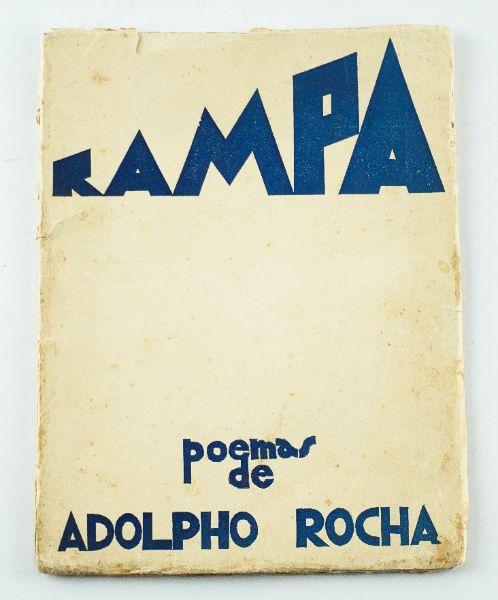 RAMPA
poemas
de
ADOLPHO ROCHA